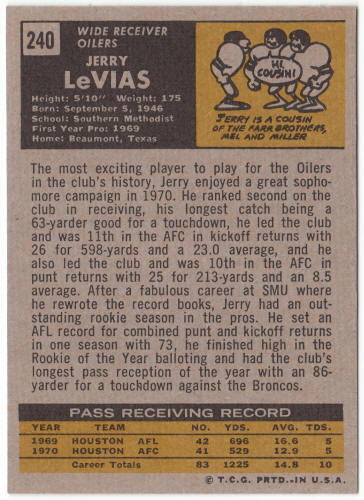 240
WIDE RECEIVER
OILERS
JERRY
LeVIAS
Height: 5'10" Weight: 175
Born: September 5, 1946
School: Southern Methodist
First Year Pro: 1969
Home: Beaumont, Texas
HI,
COUSIN!
JERRY IS A COUSIN
OF THE FARR BROTHERS,
MEL AND MILLER
The most exciting player to play for the Oilers
in the club's history, Jerry enjoyed a great sopho-
more campaign in 1970. He ranked second on
the club in receiving, his longest catch being a
63-yarder good for a touchdown, he led the club
and was 11th in the AFC in kickoff returns with
26 for 598-yards and a 23.0 average, and he
also led the club and was 10th in the AFC in
punt returns with 25 for 213-yards and an 8.5
average. After a fabulous career at SMU where
he rewrote the record books, Jerry had an out-
standing rookie season in the pros. He set an
AFL record for combined punt and kickoff returns
in one season with 73, he finished high in the
Rookie of the Year balloting and had the club's
longest pass reception of the year with an 86-
yarder for a touchdown against the Broncos.
PASS RECEIVING RECORD
YEAR TEAM NO. YDS. AVG. TDS.
1969 HOUSTON AFL 42 696 16.6 5
1970 HOUSTON AFC 41 529 12.9 5
Career Totals 83 1225 14.8 10
© T.C.G. PRTD. IN U.S.A.